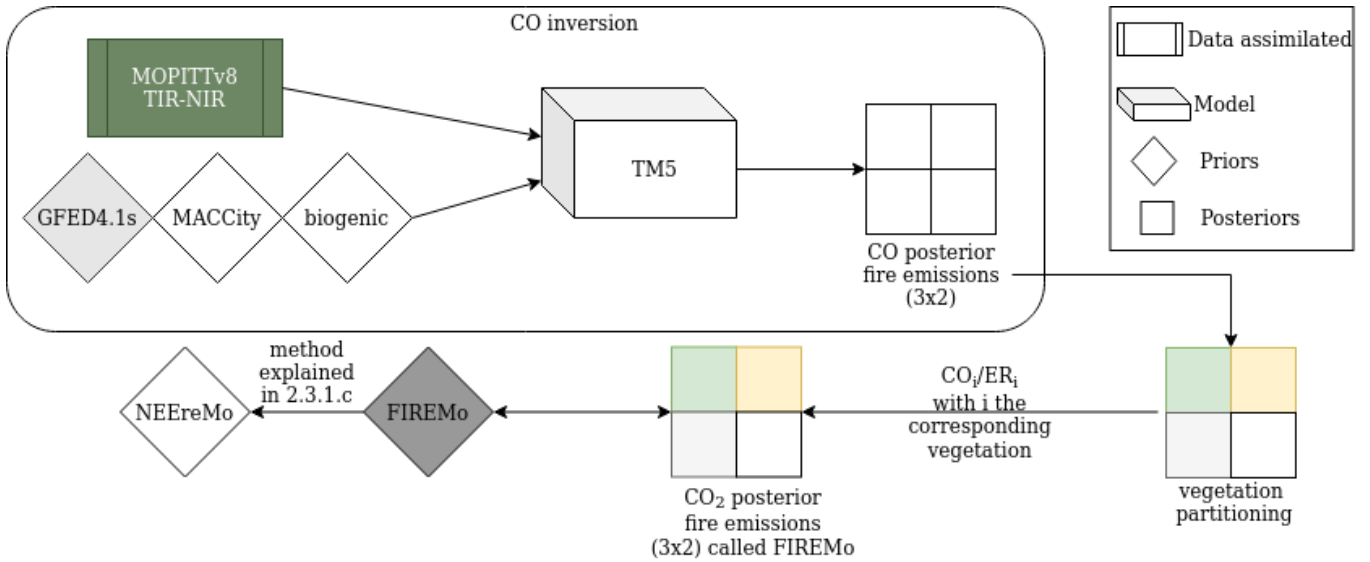 CO inversion
MOPITTv8
TIR-NIR
GFED4.1s
MACCity
biogenic
TM5
CO posterior
fire emissions
(3x2)
Data assimilated
Model
Priors
Posteriors
vegetation
partitioning
COi/ERi
with i the
corresponding
vegetation
CO2 posterior
fire emissions
(3x2) called FIREMo
FIREMo
method
explained
in 2.3.1.c
NEEreMo